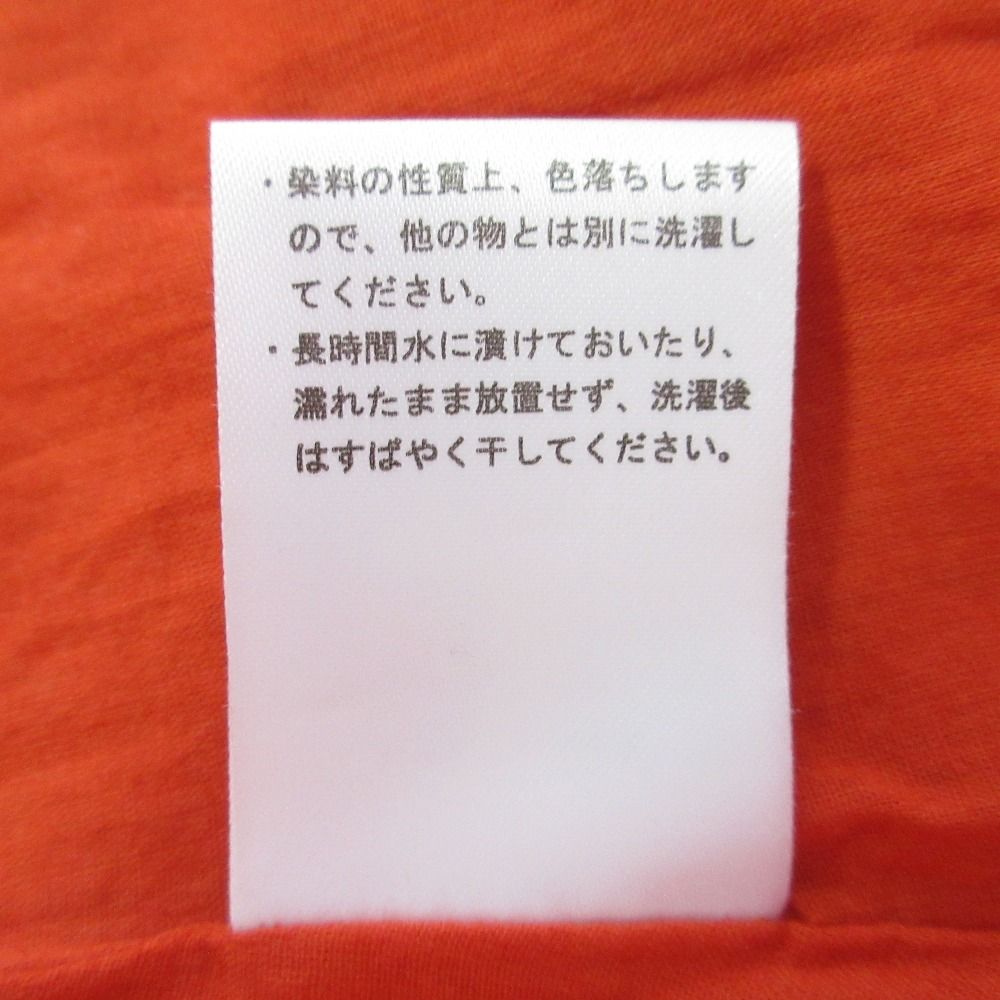 ・染料の性質上、色落ちします
ので、他の物とは別に洗濯し
てください。
・長時間水に漬けておいたり、
濡れたまま放置せず、洗濯後
はすばやく干してください。